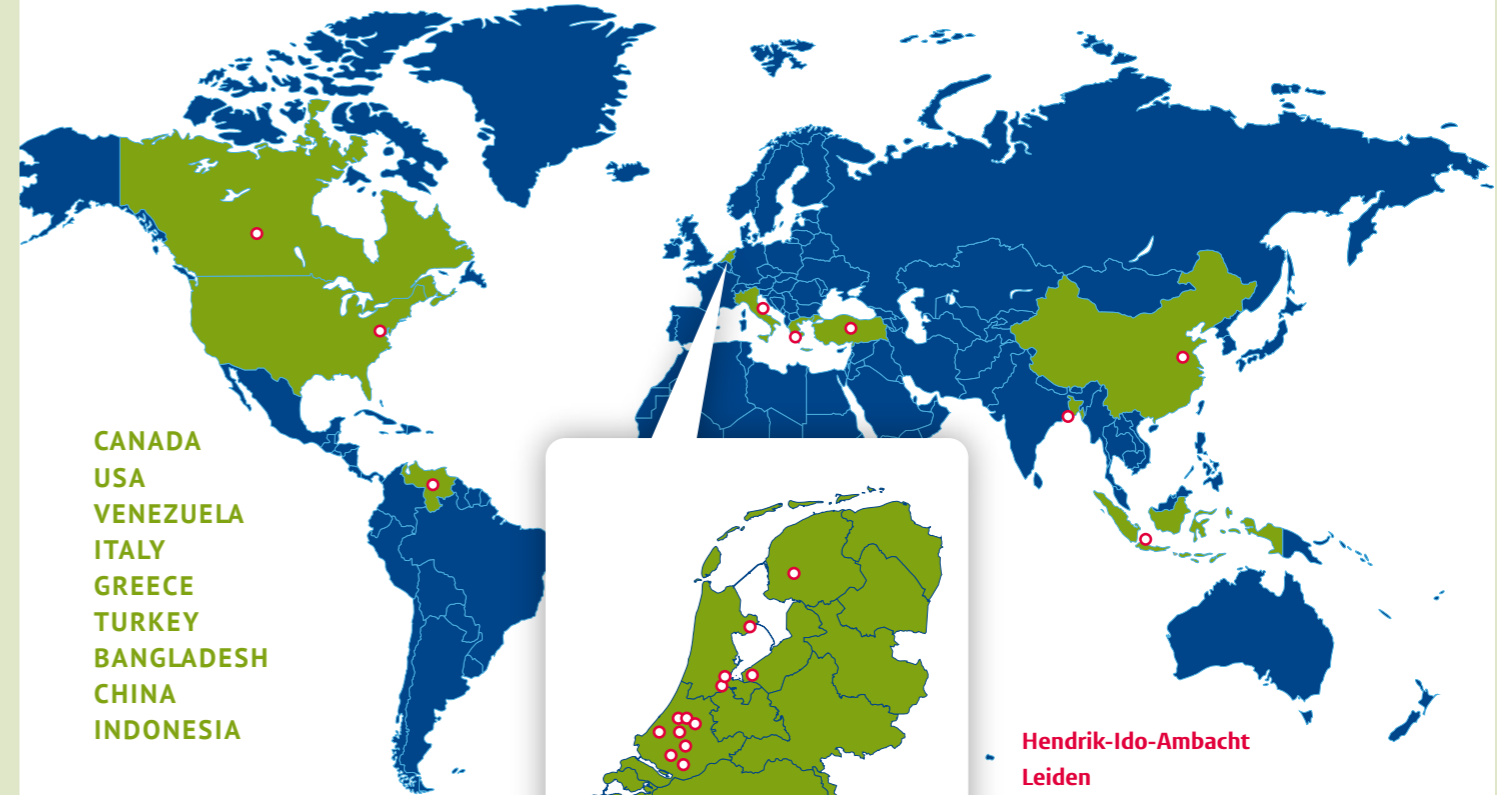 CANADA
USA
VENEZUELA
ITALY
GREECE
TURKEY
BANGLADESH
CHINA
INDONESIA
Hendrik-Ido-Ambacht
Leiden